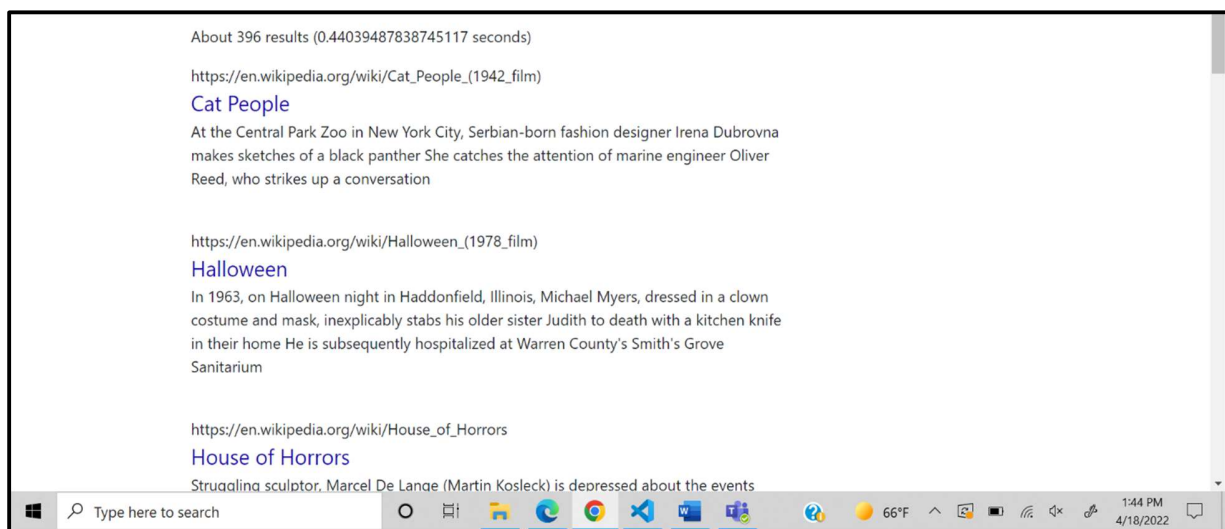 About 396 results (0.44039487838745117 seconds)
https://en.wikipedia.org/wiki/Cat_People_(1942_film)
Cat People
At the Central Park Zoo in New York City, Serbian-born fashion designer Irena Dubrovna
makes sketches of a black panther She catches the attention of marine engineer Oliver
Reed, who strikes up a conversation
https://en.wikipedia.org/wiki/Halloween_(1978_film)
Halloween
In 1963, on Halloween night in Haddonfield, Illinois, Michael Myers, dressed in a clown
costume and mask, inexplicably stabs his older sister Judith to death with a kitchen knife
in their home He is subsequently hospitalized at Warren County's Smith's Grove
Sanitarium
https://en.wikipedia.org/wiki/House_of_Horrors
House of Horrors
Struggling sculptor, Marcel De Lange (Martin Kosleck) is depressed about the events
Type here to search
66°F
1:44 PM
4/18/2022